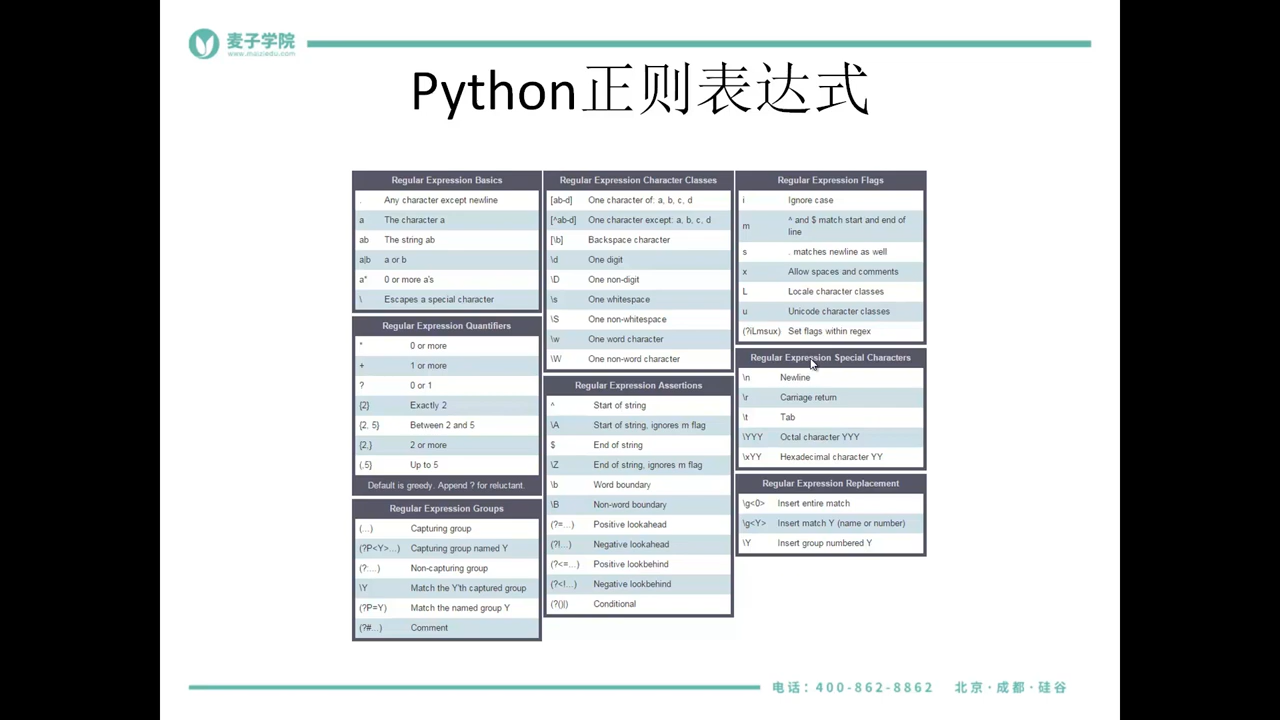 麦子学院
www.maiziedu.com
Python正则表达式
Regular Expression Basics
. Any character except newline
a The character a
ab The string ab
a|b a or b
a* 0 or more a's
\ Escapes a special character
Regular Expression Quantifiers
* 0 or more
+ 1 or more
? 0 or 1
{2} Exactly 2
{2, 5} Between 2 and 5
{2,} 2 or more
(,5} Up to 5
Default is greedy. Append ? for reluctant.
Regular Expression Groups
(...) Capturing group
(?P<Y>...) Capturing group named Y
(?:...) Non-capturing group
\Y Match the Y'th captured group
(?P=Y) Match the named group Y
(?#...) Comment
Regular Expression Character Classes
[ab-d] One character of: a, b, c, d
[^ab-d] One character except: a, b, c, d
[\b] Backspace character
\d One digit
\D One non-digit
\s One whitespace
\S One non-whitespace
\w One word character
\W One non-word character
Regular Expression Assertions
^ Start of string
\A Start of string, ignores m flag
$ End of string
\Z End of string, ignores m flag
\b Word boundary
\B Non-word boundary
(?=...) Positive lookahead
(?!...) Negative lookahead
(?<=...) Positive lookbehind
(?<!...) Negative lookbehind
(?()|) Conditional
Regular Expression Flags
i Ignore case
m ^ and $ match start and end of
line
s . matches newline as well
x Allow spaces and comments
L Locale character classes
u Unicode character classes
(?iLmsux) Set flags within regex
Regular Expression Special Characters
\n Newline
\r Carriage return
\t Tab
\YYY Octal character YYY
\xYY Hexadecimal character YY
Regular Expression Replacement
\g<0> Insert entire match
\g<Y> Insert match Y (name or number)
\Y Insert group numbered Y
电话：400-862-8862 北京·成都·硅谷